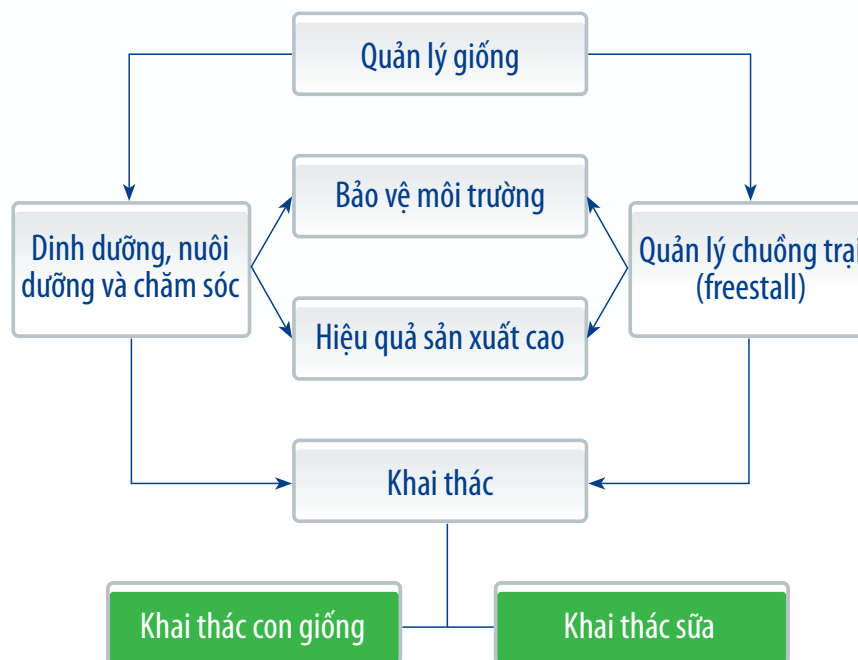 Quản lý giống
Bảo vệ môi trường
Dinh dưỡng, nuôi
dưỡng và chăm sóc
Quản lý chuồng trại
(freestall)
Hiệu quả sản xuất cao
Khai thác
Khai thác con giống
Khai thác sữa